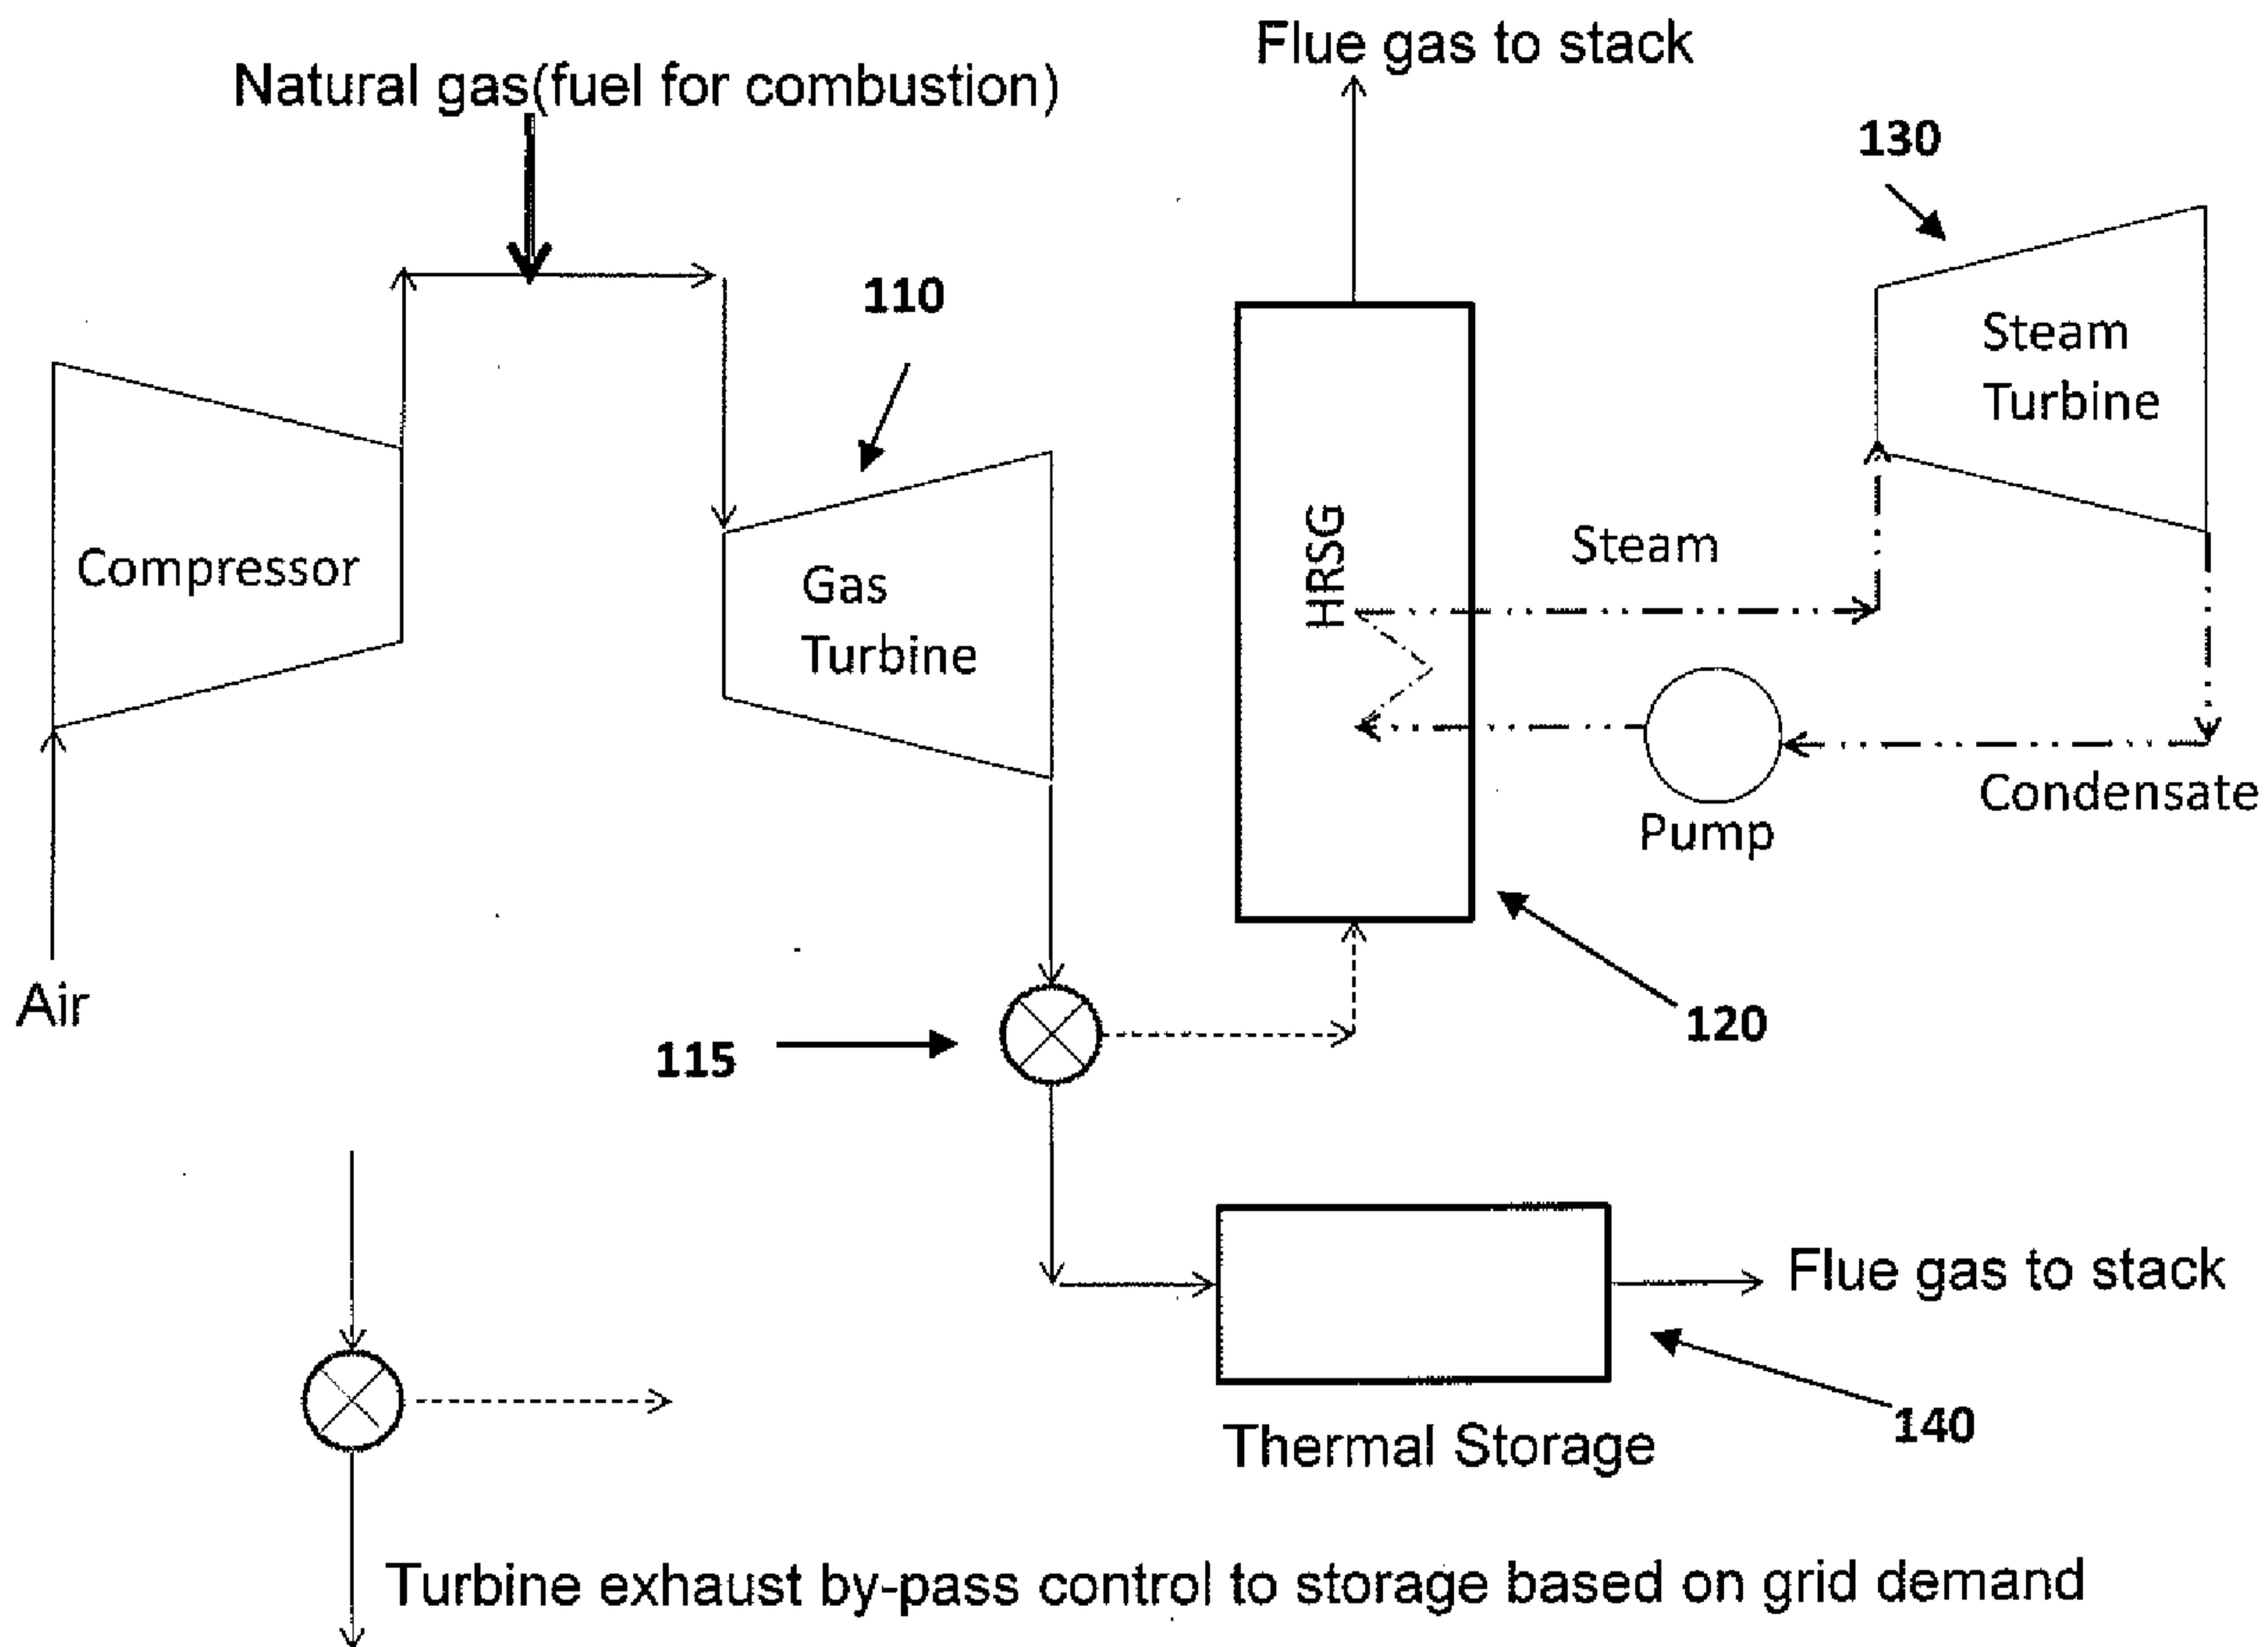 Flue gas to stack
Natural gas(fuel for combustion)
130
110
Steam
Turbine
Compressor
Gas
Turbine
HRSG
Steam
Condensate
Pump
Air
120
115
Flue gas to stack
140
Thermal Storage
Turbine exhaust by-pass control to storage based on grid demand